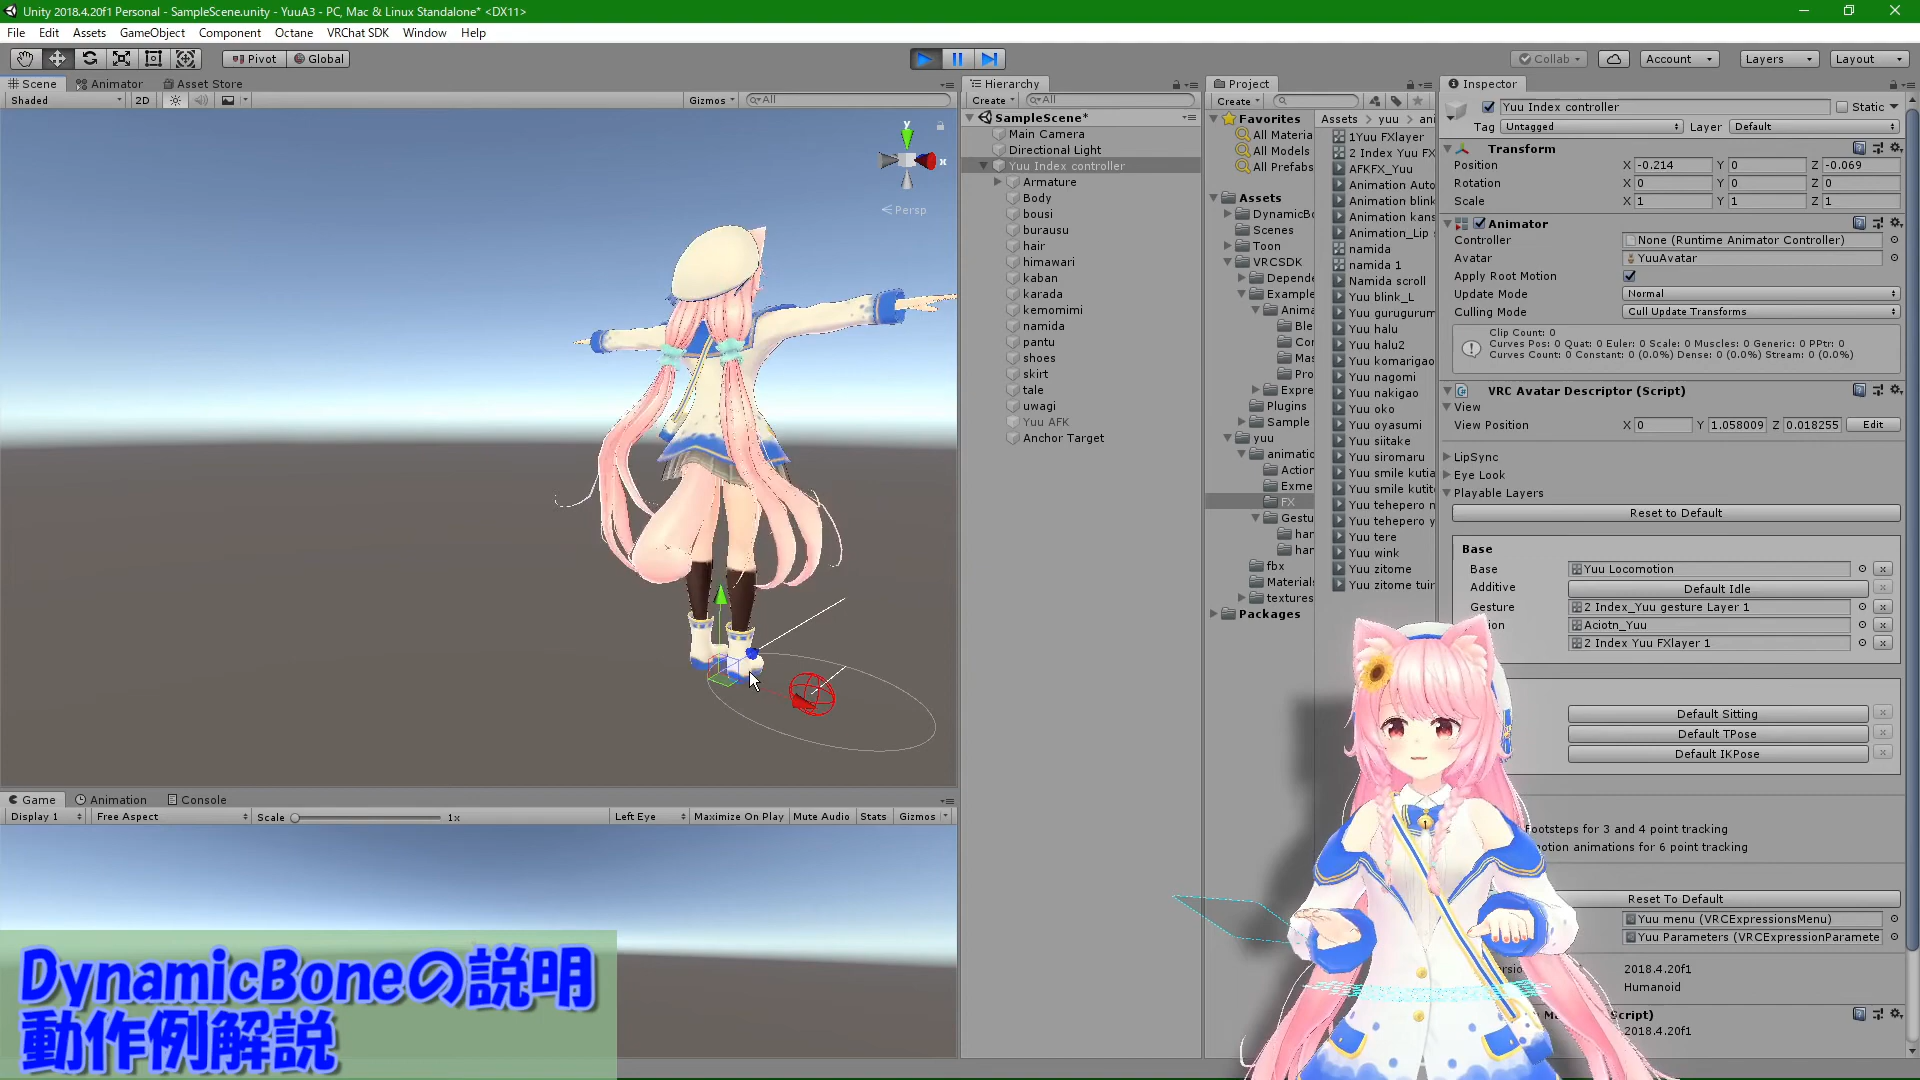 Unity 2018.4.20f1 Personal - SampleScene.unity - YuuA3 - PC, Mac & Linux Standalone* <DX11>
File Edit Assets GameObject Component Octane VRChat SDK Window Help
Pivot Global Collab Account Layers Layout
Scene Animator Asset Store
Shaded 2D Gizmos All
y
x
Persp
Hierarchy
Create All
SampleScene*
Main Camera
Directional Light
Yuu Index controller
Armature
Body
bousi
burausu
hair
himawari
kaban
karada
kemomimi
namida
pantu
shoes
skirt
tale
uwagi
Yuu AFK
Anchor Target
Project
Create
Favorites
All Materia
All Models
All Prefabs
Assets
DynamicBo
Scenes
Toon
VRCSDK
Depende
Example
Anima
Ble
Co
Mas
Pro
Expre
Plugins
Sample
yuu
animatio
Action
Exme
FX
Gestu
har
har
fbx
Materials
textures
Packages
Assets yuu ani
1Yuu FXlayer
2 Index Yuu FX
AFKFX_Yuu
Animation Auto
Animation blink
Animation kans
Animation_Lip s
namida
namida 1
Namida scroll
Yuu blink_L
Yuu gurugurum
Yuu halu
Yuu halu2
Yuu komarigao
Yuu nagomi
Yuu nakigao
Yuu oko
Yuu oyasumi
Yuu siitake
Yuu siromaru
Yuu smile kutia
Yuu smile kutito
Yuu tehepero n
Yuu tehepero y
Yuu tere
Yuu wink
Yuu zitome
Yuu zitome tuir
Inspector
Yuu Index controller Static
Tag Untagged Layer Default
Transform
Position X -0.214 Y 0 Z -0.069
Rotation X 0 Y 0 Z 0
Scale X 1 Y 1 Z 1
Animator
Controller None (Runtime Animator Controller)
Avatar YuuAvatar
Apply Root Motion
Update Mode Normal
Culling Mode Cull Update Transforms
Clip Count: 0
Curves Pos: 0 Quat: 0 Euler: 0 Scale: 0 Muscles: 0 Generic: 0 PPtr: 0
Curves Count: 0 Constant: 0 (0.0%) Dense: 0 (0.0%) Stream: 0 (0.0%)
VRC Avatar Descriptor (Script)
View
View Position X 0 Y 1.058009 Z 0.018255 Edit
LipSync
Eye Look
Playable Layers
Reset to Default
Base
Base Yuu Locomotion
Additive Default Idle
Gesture 2 Index_Yuu gesture Layer 1
ion Aciotn_Yuu
2 Index Yuu FXlayer 1
Default Sitting
Default TPose
Default IKPose
Footsteps for 3 and 4 point tracking
otion animations for 6 point tracking
Reset To Default
Yuu menu (VRCExpressionsMenu)
Yuu Parameters (VRCExpressionParamete
2018.4.20f1
Humanoid
Script)
2018.4.20f1
Game Animation Console
Display 1 Free Aspect Scale 1x Left Eye Maximize On Play Mute Audio Stats Gizmos
DynamicBoneの説明
動作例解説